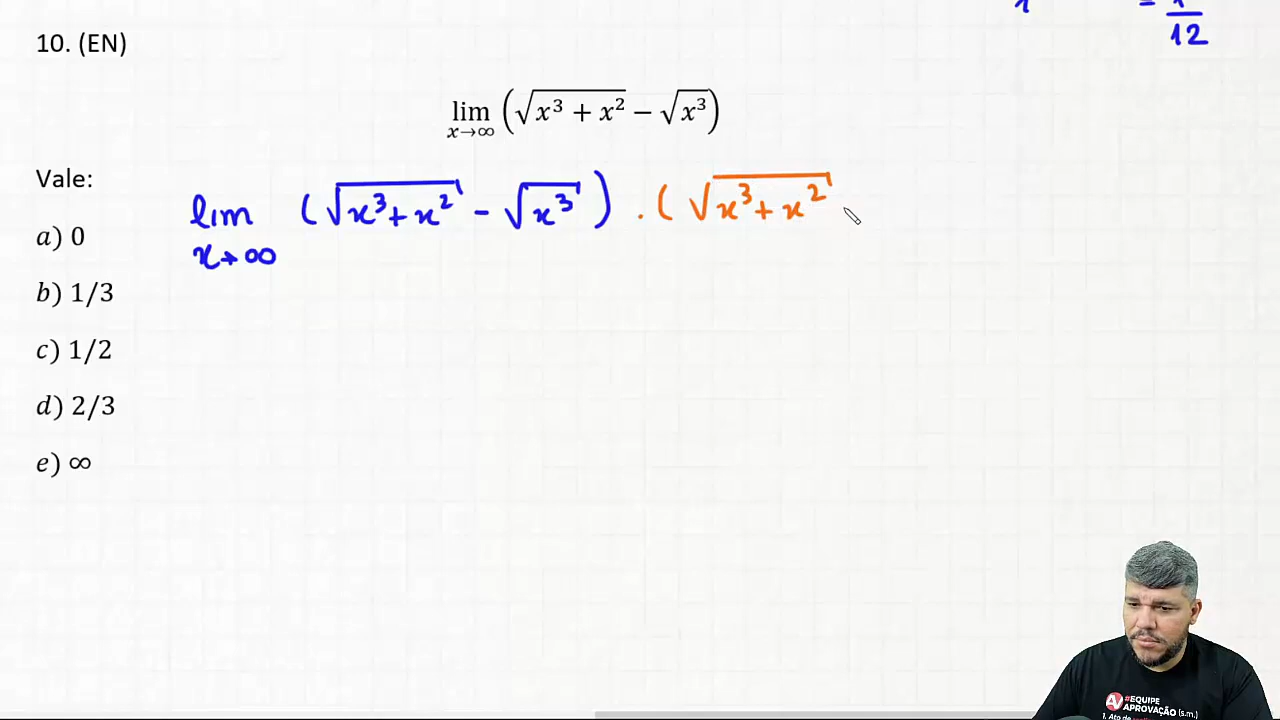 = 
12
10. (EN)
lim x→∞ (√(x³ + x²) − √(x³))
Vale:
lim x→∞ (√(x³+x²) - √(x³)) . (√(x³+x²)
a) 0
b) 1/3
c) 1/2
d) 2/3
e) ∞
#EQUIPE
APROVAÇÃO (s.m.)